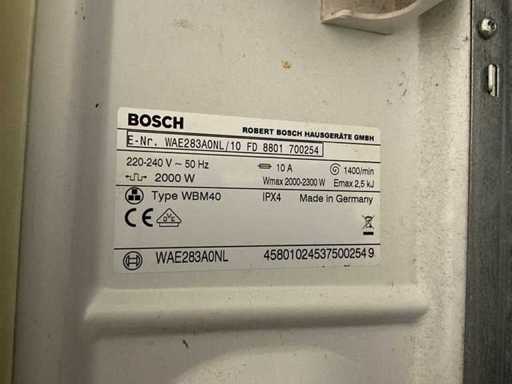 BOSCH
ROBERT BOSCH HAUSGERÄTE GMBH
E-Nr. WAE283A0NL/10 FD 8801 700254
220-240 V ~ 50 Hz 10 A 1400/min
2000 W Wmax 2000-2300 W Emax 2,5 kJ
Type WBM40 IPX4 Made in Germany
CE
WAE283A0NL 458010245375002549